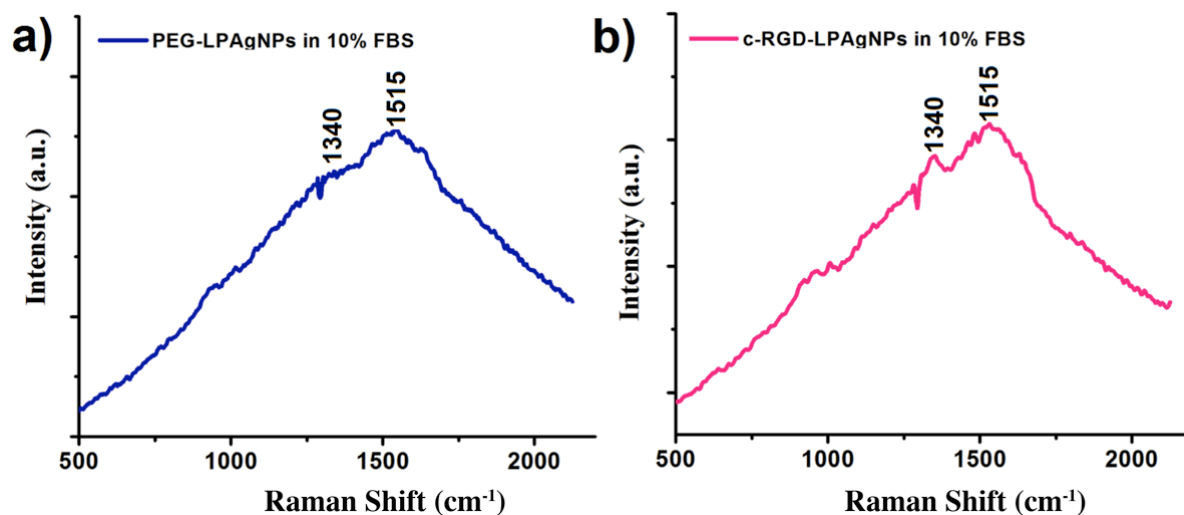 a)
PEG-LPAgNPs in 10% FBS
1340
1515
Intensity (a.u.)
500 1000 1500 2000
Raman Shift (cm-1)
b)
c-RGD-LPAgNPs in 10% FBS
1340
1515
Intensity (a.u.)
500 1000 1500 2000
Raman Shift (cm-1)